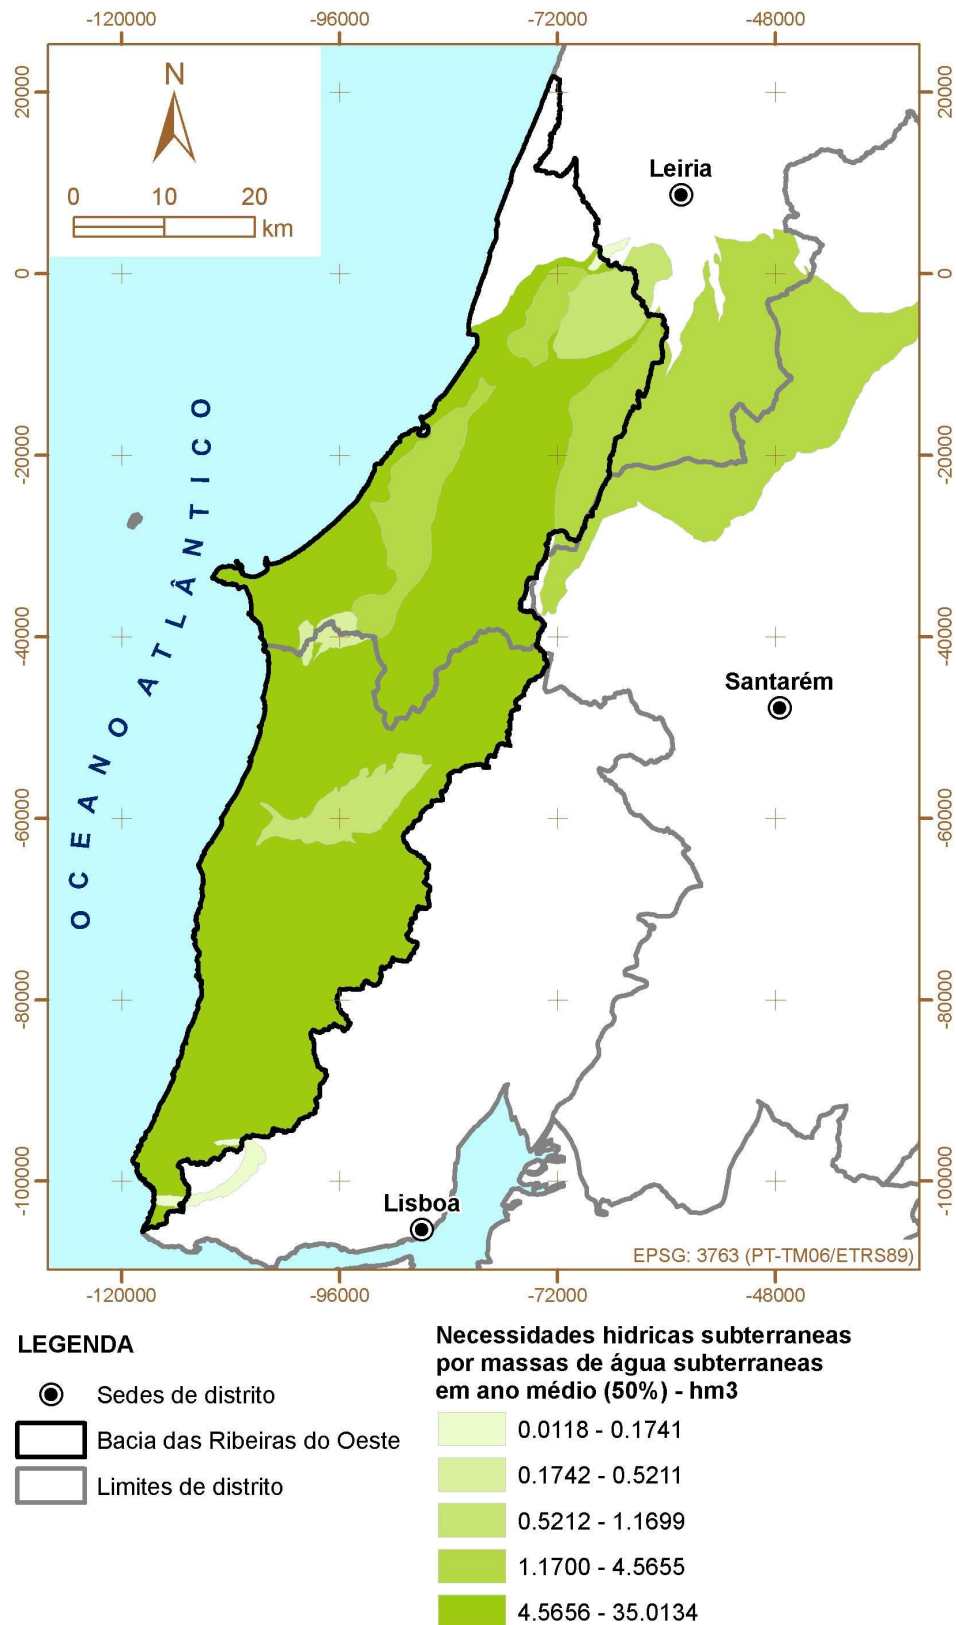 -120000 -96000 -72000 -48000
20000 20000
N
0 10 20
km
Leiria
0 0
-20000 -20000
OCEANO ATLÂNTICO
-40000 -40000
Santarém
-60000 -60000
-80000 -80000
-100000 -100000
Lisboa
EPSG: 3763 (PT-TM06/ETRS89)
-120000 -96000 -72000 -48000
LEGENDA
Sedes de distrito
Bacia das Ribeiras do Oeste
Limites de distrito
Necessidades hidricas subterraneas
por massas de água subterraneas
em ano médio (50%) - hm3
0.0118 - 0.1741
0.1742 - 0.5211
0.5212 - 1.1699
1.1700 - 4.5655
4.5656 - 35.0134